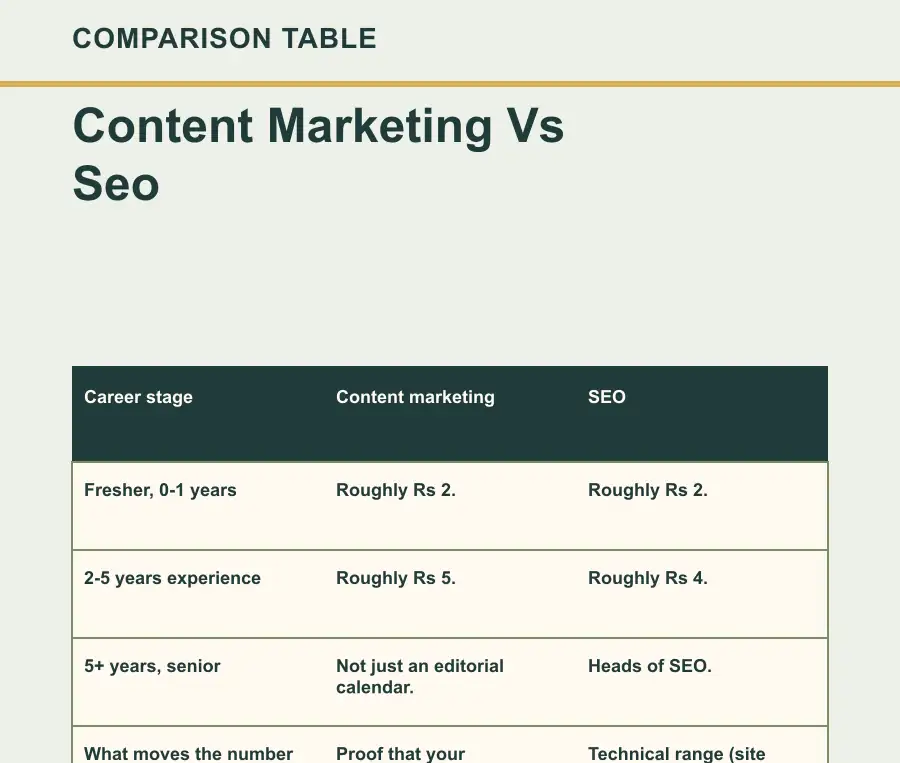 COMPARISON TABLE
Content Marketing Vs
Seo
Career stage
Content marketing
SEO
Fresher, 0-1 years
Roughly Rs 2.
Roughly Rs 2.
2-5 years experience
Roughly Rs 5.
Roughly Rs 4.
5+ years, senior
Not just an editorial
calendar.
Heads of SEO.
What moves the number
Proof that your
Technical range (site